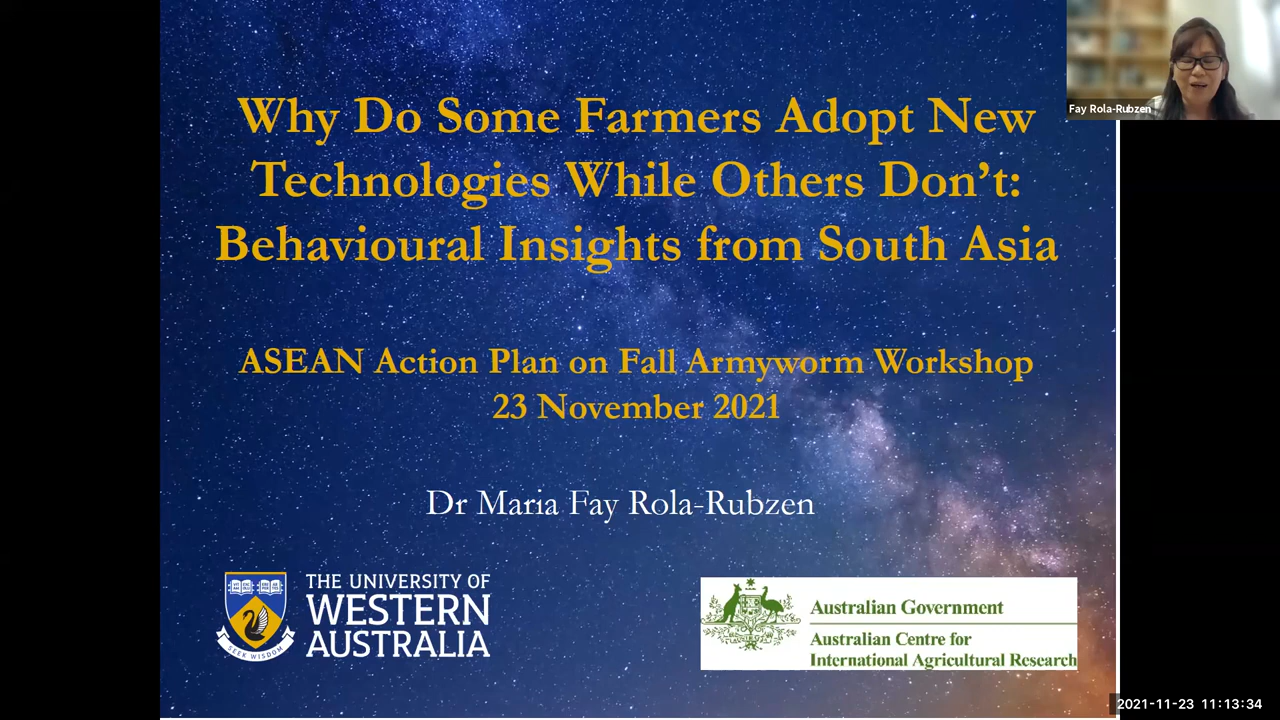 Why Do Some Farmers Adopt New
Technologies While Others Don't:
Behavioural Insights from South Asia
Fay Rola-Rubzen
ASEAN Action Plan on Fall Armyworm Workshop
23 November 2021
Dr Maria Fay Rola-Rubzen
THE UNIVERSITY OF
WESTERN
AUSTRALIA
SEEK WISDOM
Australian Government
Australian Centre for
International Agricultural Research
2021-11-23 11:13:34